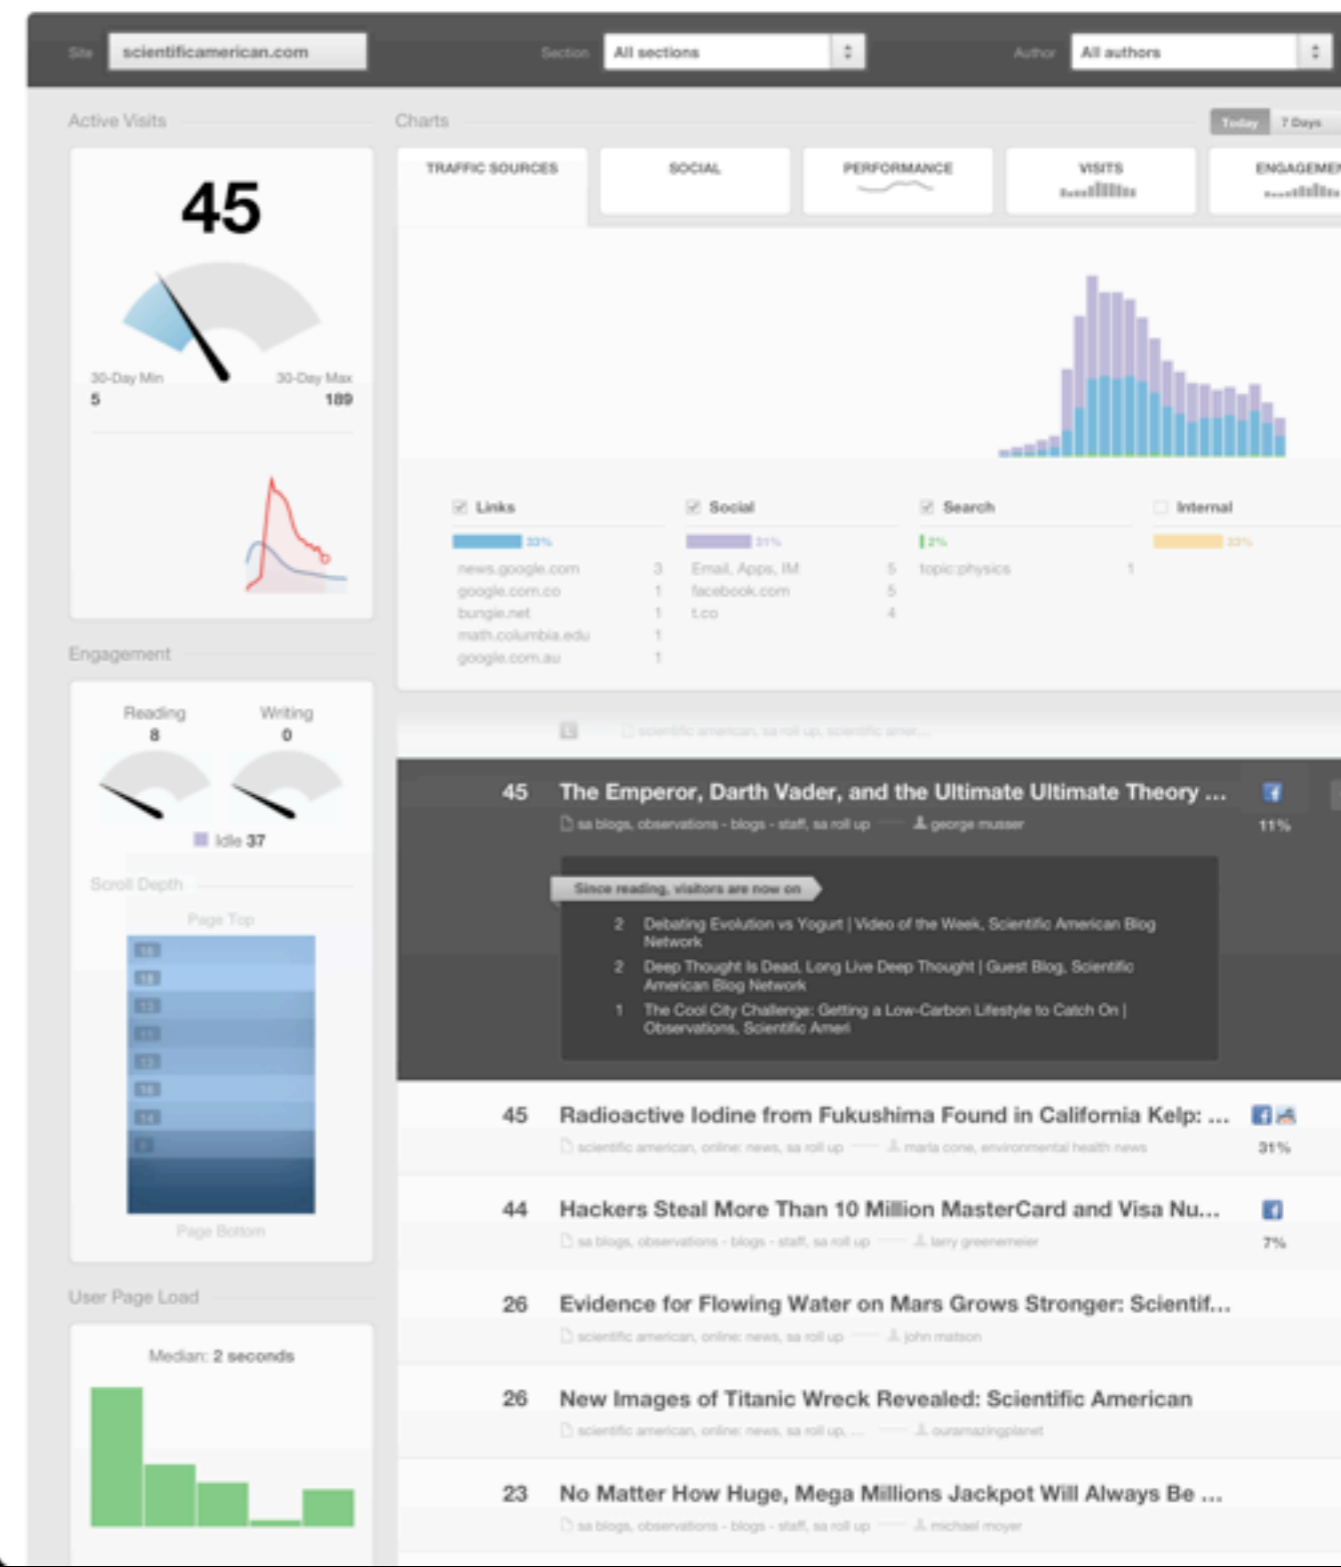 Site scientificamerican.com Section All sections Author All authors
Active Visits
45
30-Day Min 30-Day Max
5 189
Engagement
Reading Writing
8 0
Idle 37
Scroll Depth
Page Top
Page Bottom
User Page Load
Median: 2 seconds
Charts Today 7 Days
TRAFFIC SOURCES SOCIAL PERFORMANCE VISITS ENGAGEMEN
Links Social Search Internal
33% 31% 2% 33%
news.google.com 3 Email, Apps, IM 5 topic:physics 1
google.com.co 1 facebook.com 5
bungie.net 1 t.co 4
math.columbia.edu 1
google.com.au 1
scientific american, sa roll up, scientific amer...
45 The Emperor, Darth Vader, and the Ultimate Ultimate Theory ...
sa blogs, observations - blogs - staff, sa roll up george musser 11%
Since reading, visitors are now on
2 Debating Evolution vs Yogurt | Video of the Week, Scientific American Blog
Network
2 Deep Thought Is Dead, Long Live Deep Thought | Guest Blog, Scientific
American Blog Network
1 The Cool City Challenge: Getting a Low-Carbon Lifestyle to Catch On |
Observations, Scientific Ameri
45 Radioactive Iodine from Fukushima Found in California Kelp: ...
scientific american, online: news, sa roll up marla cone, environmental health news 31%
44 Hackers Steal More Than 10 Million MasterCard and Visa Nu...
sa blogs, observations - blogs - staff, sa roll up larry greenemeier 7%
26 Evidence for Flowing Water on Mars Grows Stronger: Scientif...
scientific american, online: news, sa roll up john matson
26 New Images of Titanic Wreck Revealed: Scientific American
scientific american, online: news, sa roll up, ... ouramazingplanet
23 No Matter How Huge, Mega Millions Jackpot Will Always Be ...
sa blogs, observations - blogs - staff, sa roll up michael moyer